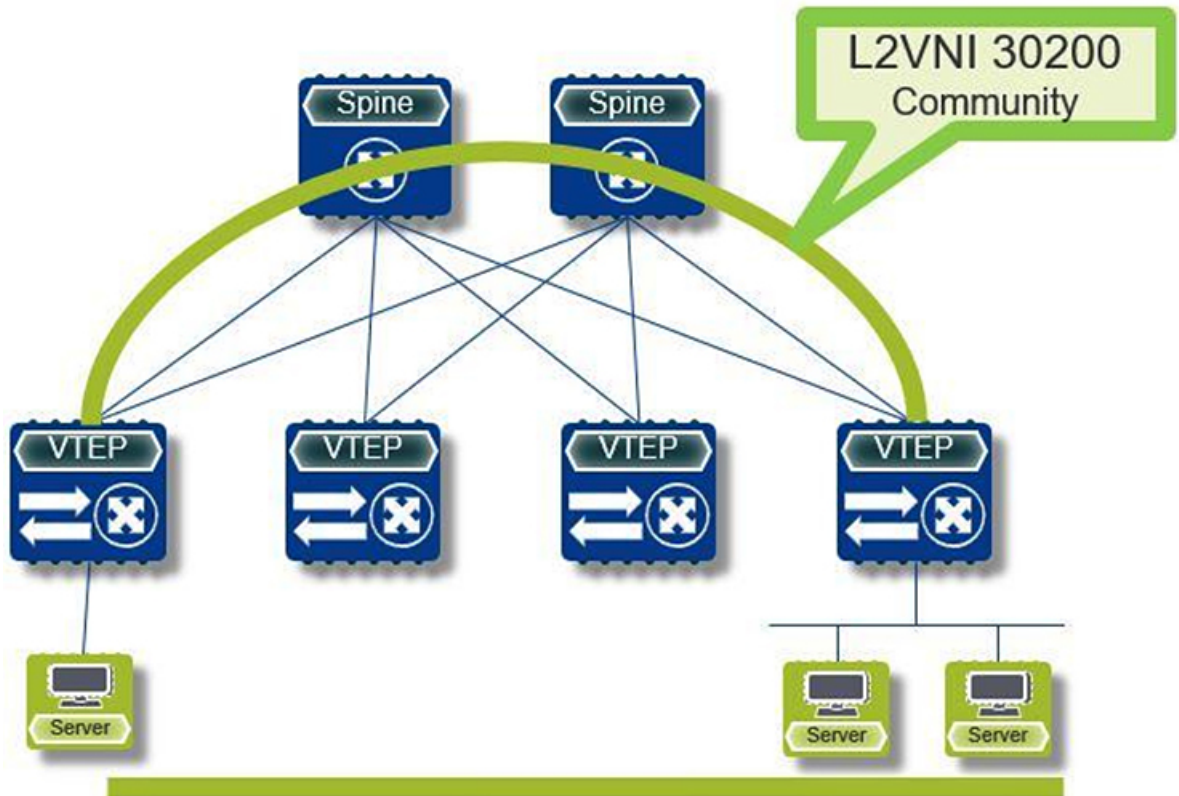 L2VNI 30200
Community
Spine
Spine
VTEP
VTEP
VTEP
VTEP
Server
Server
Server